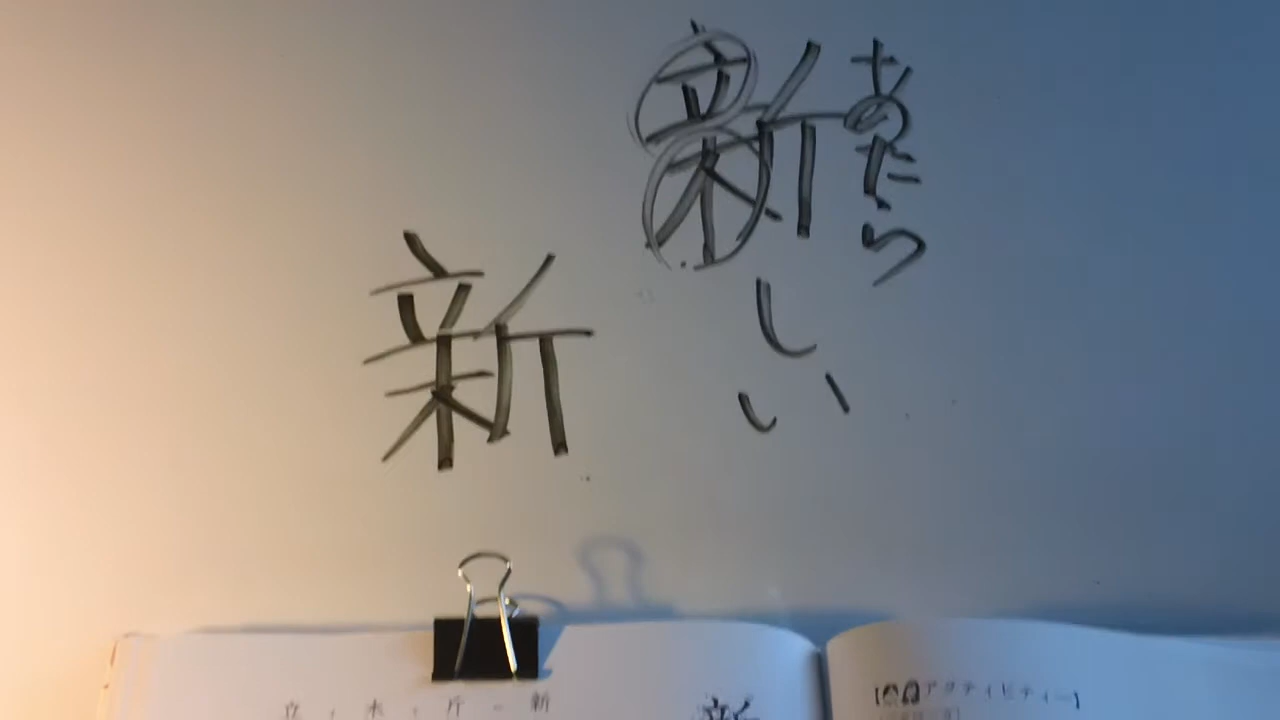 新しい
あたら
新
立+木+斤=新
新
【アクティビティー】